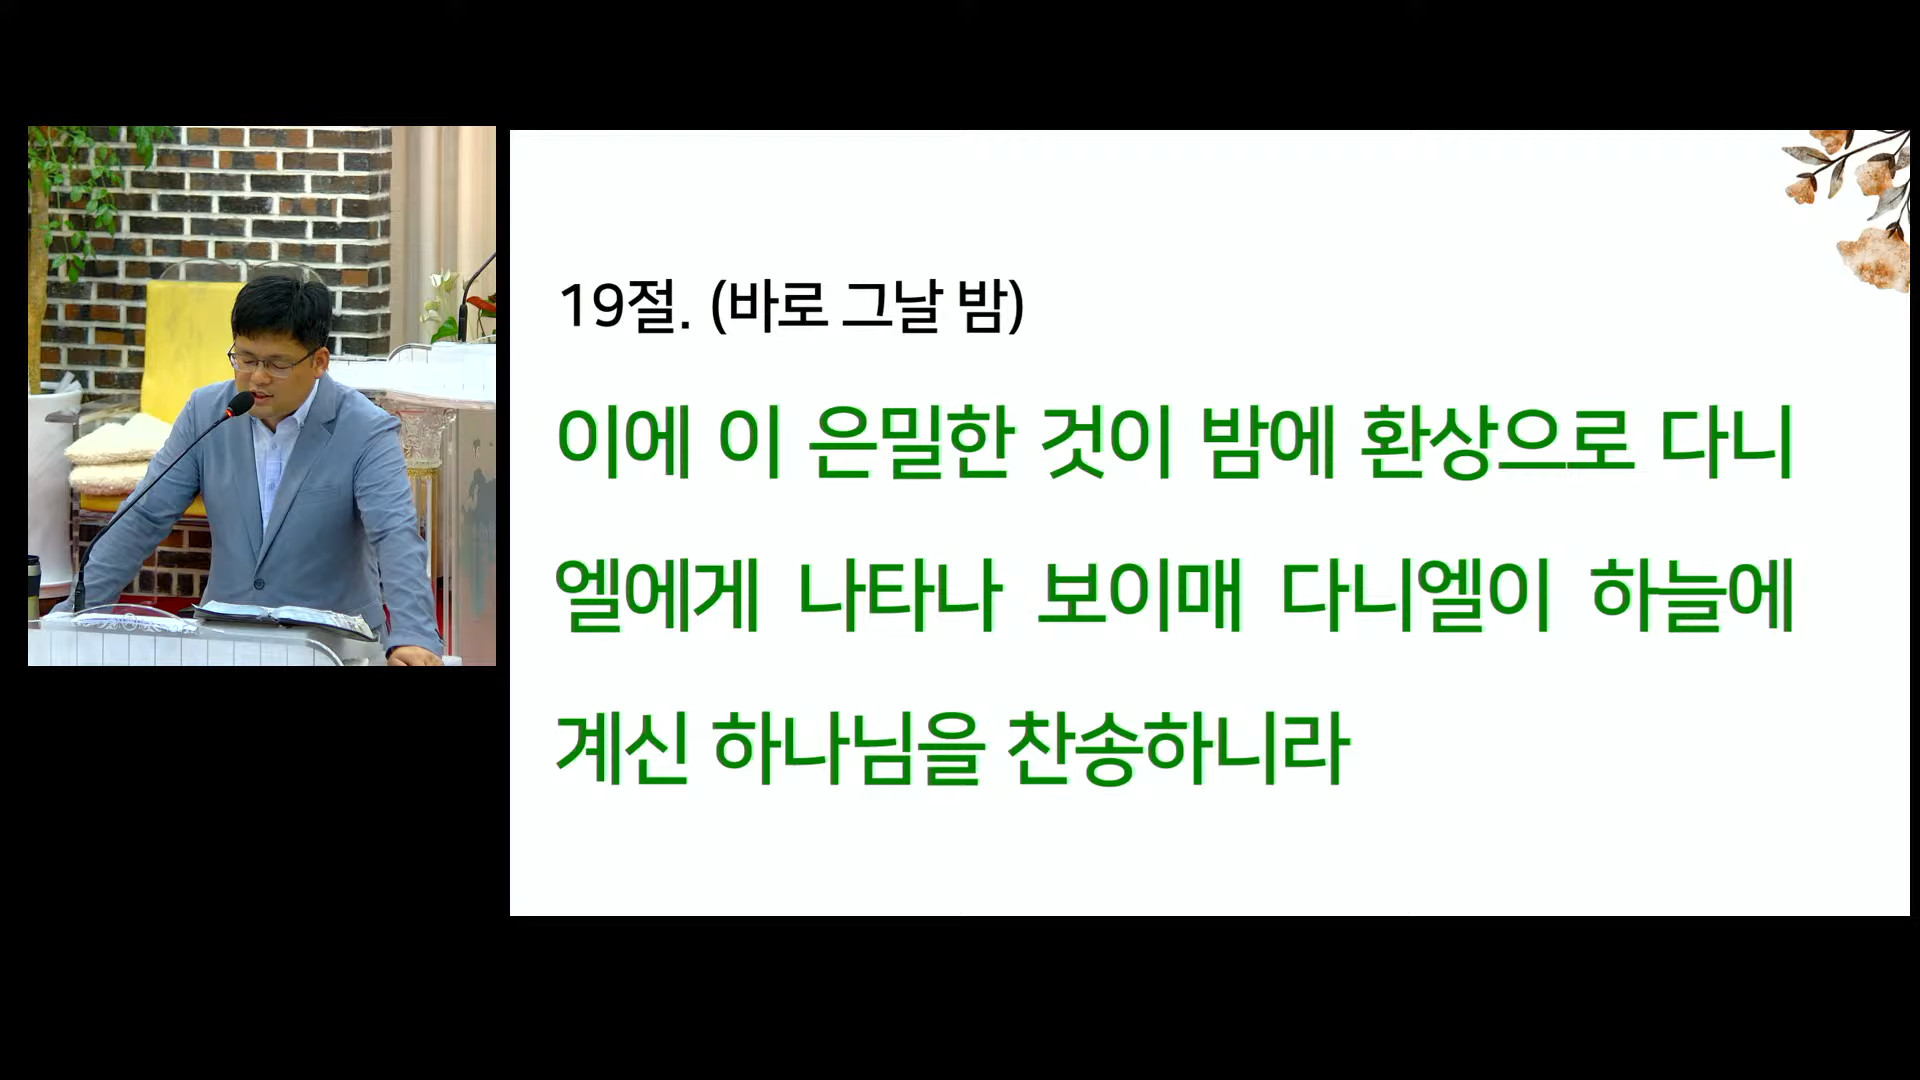 19절. (바로 그날 밤)
이에 이 은밀한 것이 밤에 환상으로 다니
엘에게 나타나 보이매 다니엘이 하늘에
계신 하나님을 찬송하니라